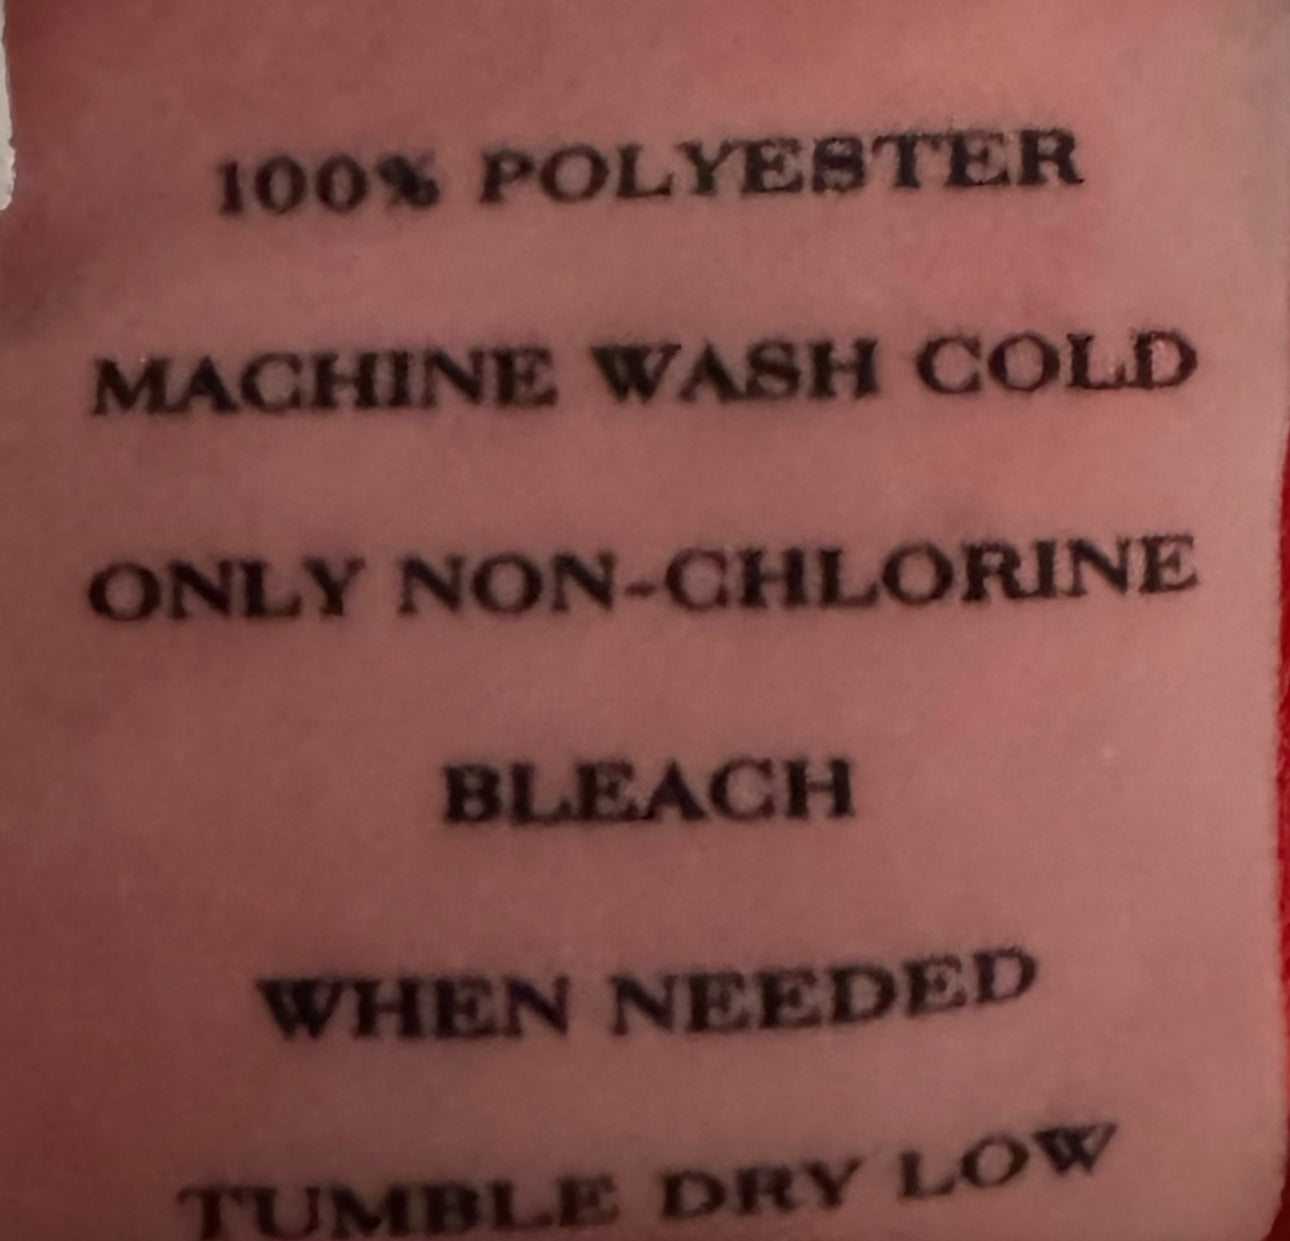 100% POLYESTER
MACHINE WASH COLD
ONLY NON-CHLORINE
BLEACH
WHEN NEEDED
TUMBLE DRY LOW